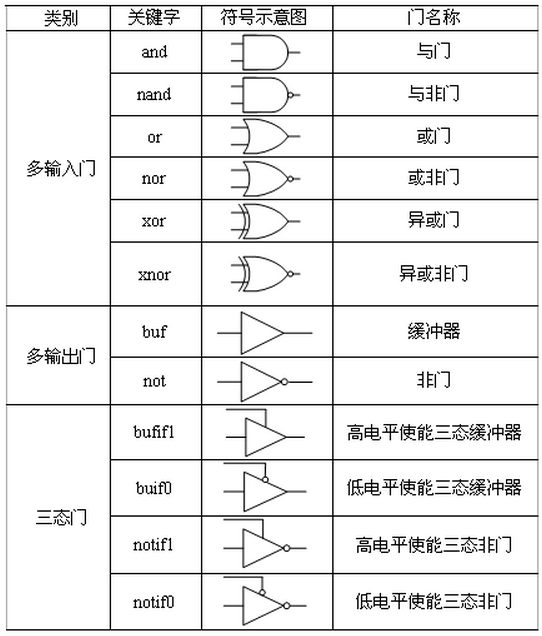 类别 关键字 符号示意图 门名称
多输入门
and 与门
nand 与非门
or 或门
nor 或非门
xor 异或门
xnor 异或非门
多输出门
buf 缓冲器
not 非门
三态门
bufif1 高电平使能三态缓冲器
buif0 低电平使能三态缓冲器
notif1 高电平使能三态非门
notif0 低电平使能三态非门